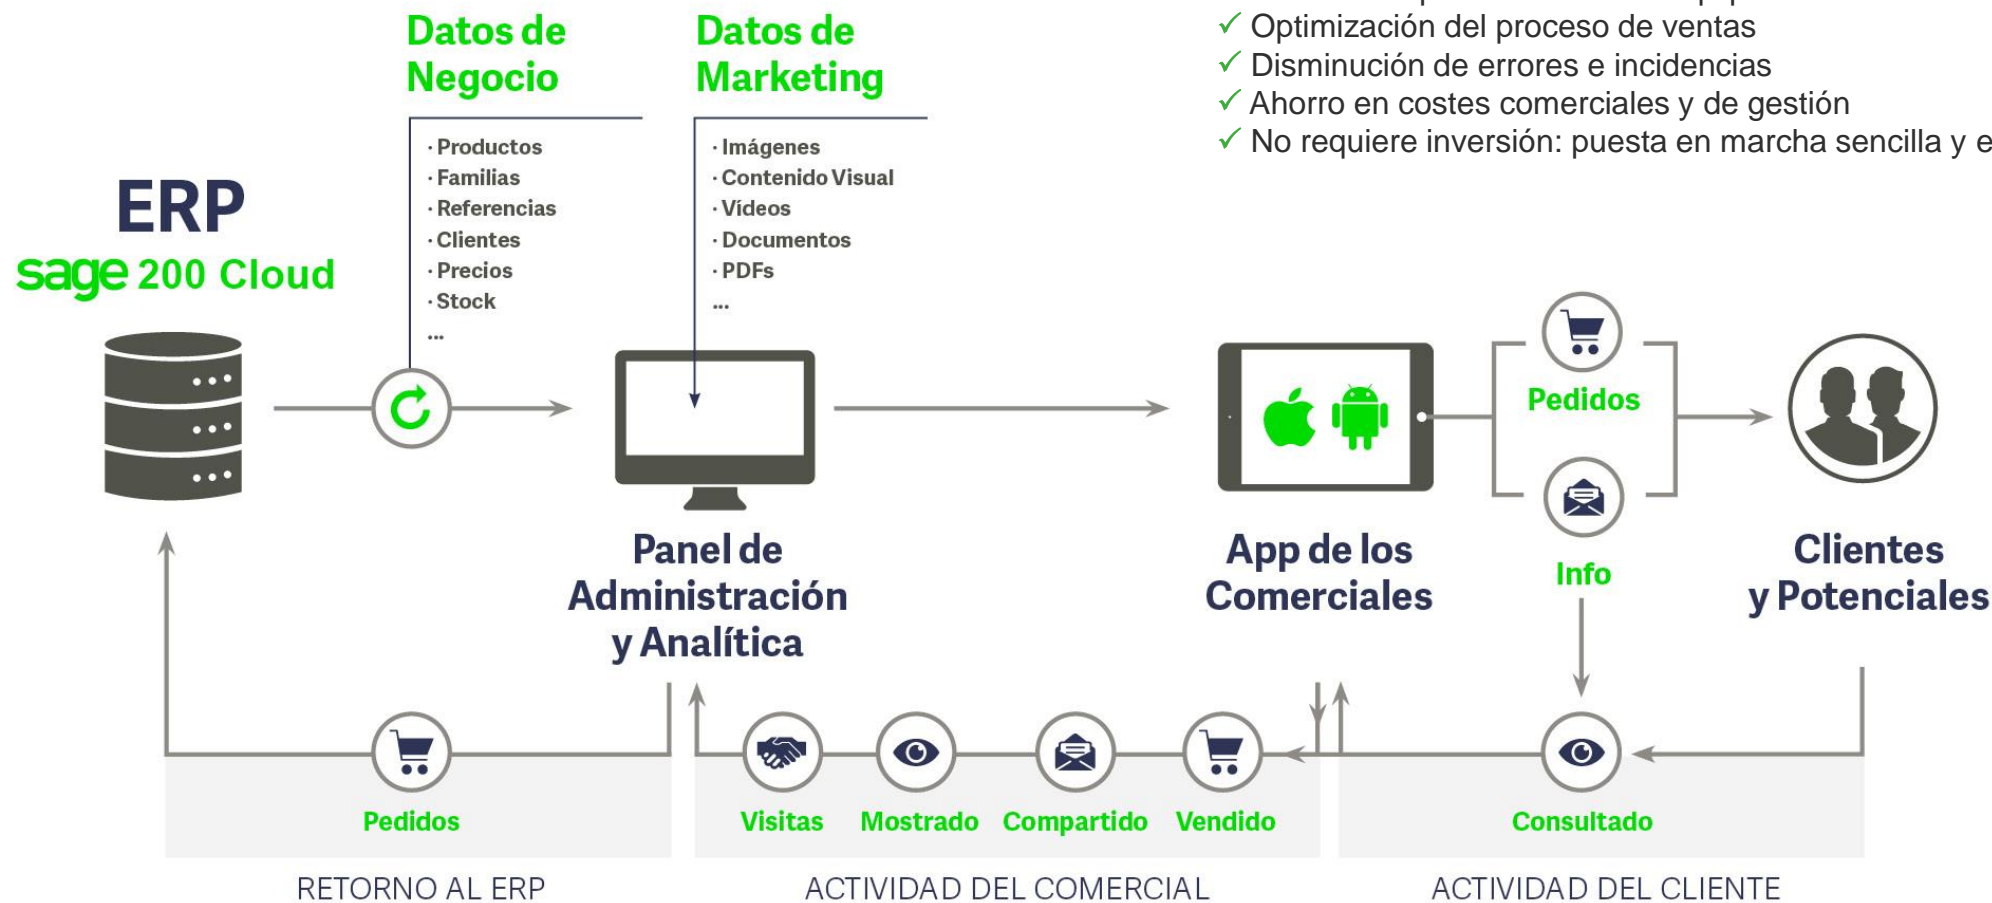 Datos de
Negocio
· Productos
· Familias
· Referencias
· Clientes
· Precios
· Stock
...
Datos de
Marketing
· Imágenes
· Contenido Visual
· Vídeos
· Documentos
· PDFs
...
✓ Optimización del proceso de ventas
✓ Disminución de errores e incidencias
✓ Ahorro en costes comerciales y de gestión
✓ No requiere inversión: puesta en marcha sencilla y e
ERP
sage 200 Cloud
Panel de
Administración
y Analítica
App de los
Comerciales
Pedidos
Info
Clientes
y Potenciales
Pedidos
Visitas
Mostrado
Compartido
Vendido
Consultado
RETORNO AL ERP
ACTIVIDAD DEL COMERCIAL
ACTIVIDAD DEL CLIENTE